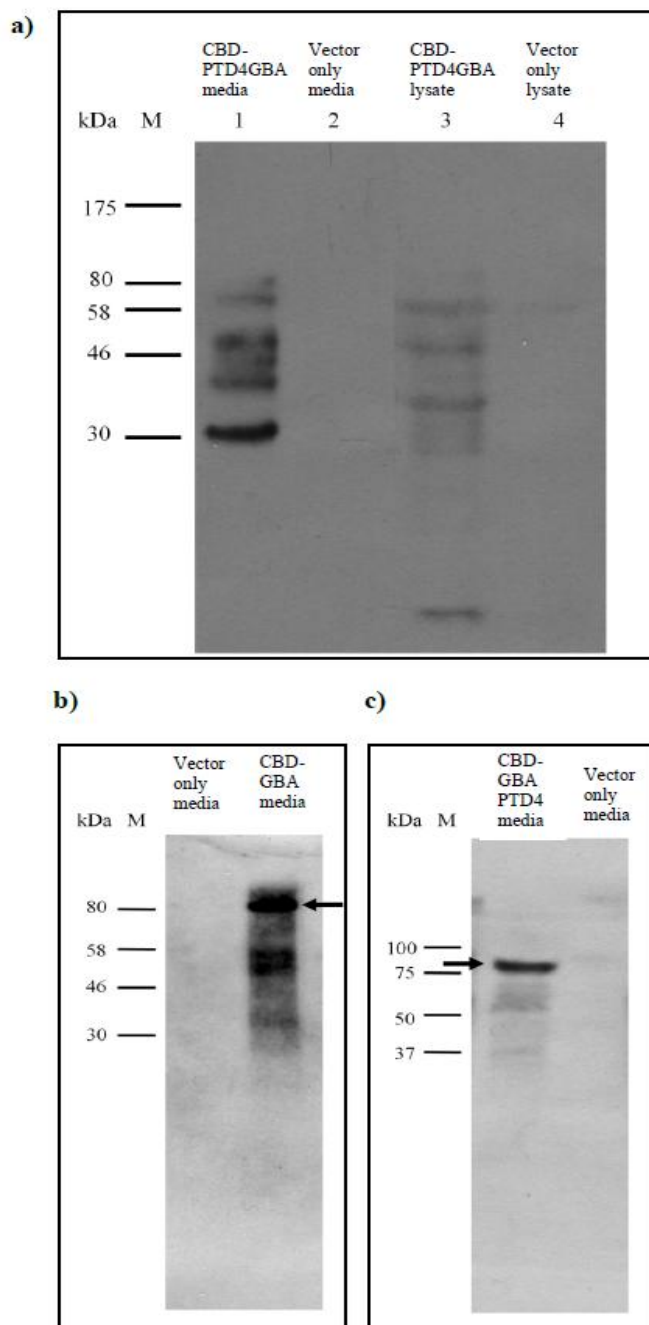 a)
CBD-
PTD4GBA
media
Vector
only
media
CBD-
PTD4GBA
lysate
Vector
only
lysate
kDa M 1 2 3 4
175
80
58
46
30
b)
Vector
only
media
CBD-
GBA
media
kDa M
80
58
46
30
c)
CBD-
GBA
PTD4
media
Vector
only
media
kDa M
100
75
50
37